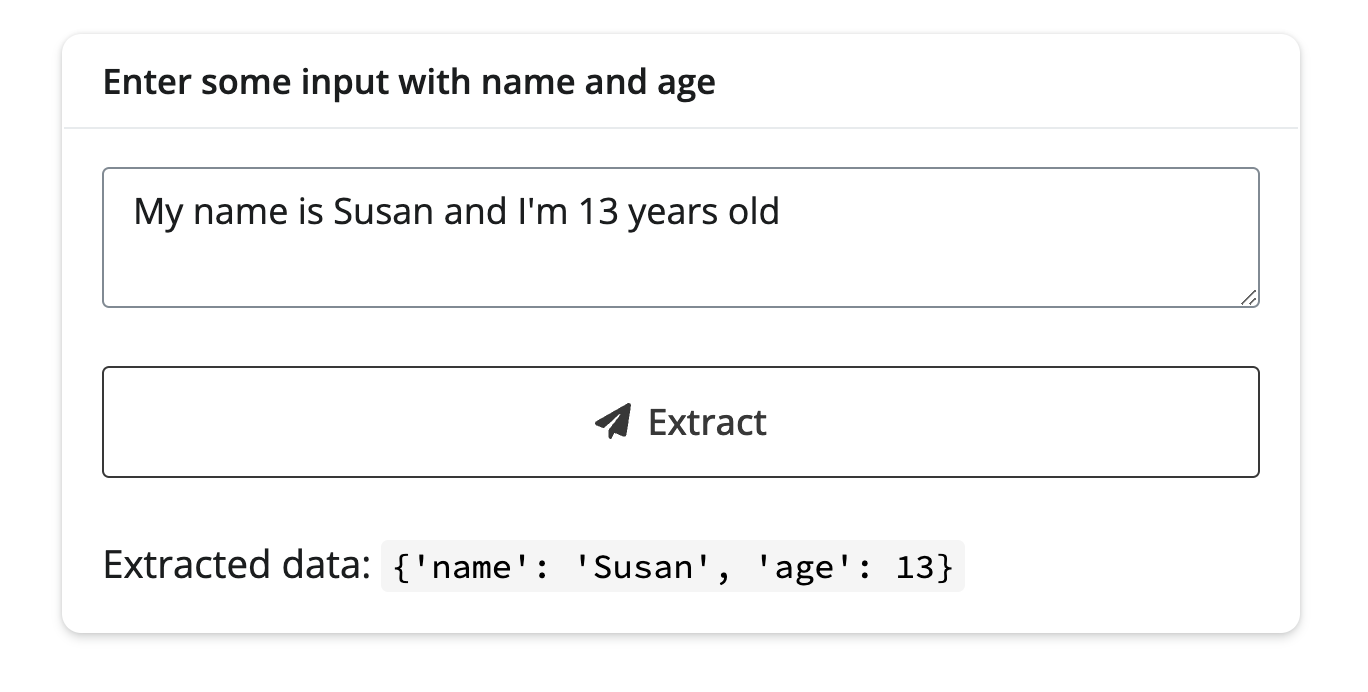 Enter some input with name and age
My name is Susan and I'm 13 years old
Extract
Extracted data: {'name': 'Susan', 'age': 13}